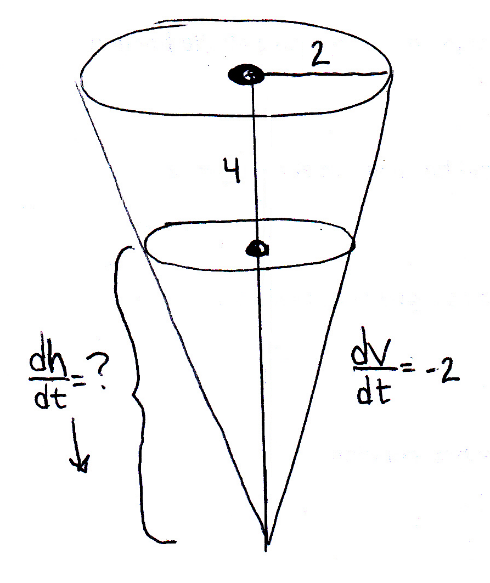 2
4
dh/dt = ?
dv/dt = -2